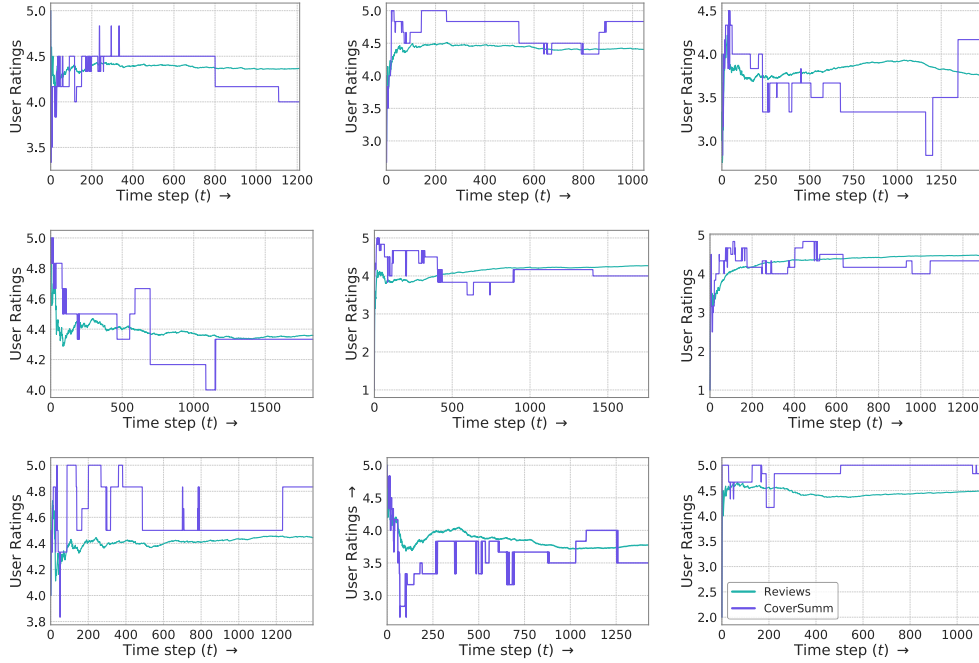 5.0
4.5
4.0
3.5
User Ratings
0 200 400 600 800 1000 1200
Time step (t) →
5.0
4.5
4.0
3.5
3.0
User Ratings
0 200 400 600 800 1000
Time step (t) →
4.5
4.0
3.5
3.0
User Ratings
0 250 500 750 1000 1250
Time step (t) →
5.0
4.8
4.6
4.4
4.2
4.0
User Ratings
0 500 1000 1500
Time step (t) →
5
4
3
2
1
User Ratings
0 500 1000 1500
Time step (t) →
5
4
3
2
1
User Ratings
0 200 400 600 800 1000 1200
Time step (t) →
5.0
4.8
4.6
4.4
4.2
4.0
3.8
User Ratings
0 200 400 600 800 1000 1200
Time step (t) →
5.0
4.5
4.0
3.5
3.0
User Ratings →
0 250 500 750 1000 1250
Time step (t) →
5.0
4.5
4.0
3.5
3.0
2.5
2.0
User Ratings
Reviews
CoverSumm
0 200 400 600 800 1000
Time step (t) →